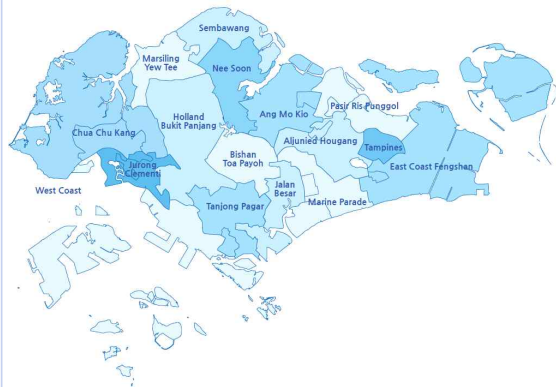 Sembawang
Marsiling
Yew Tee
Nee Soon
Pasir Ris Punggol
Holland
Bukit Panjang
Ang Mo Kio
Chua Chu Kang
Aljunied Hougang
Tampines
Bishan
Toa Payoh
East Coast Fengshan
Jurong
Clementi
West Coast
Jalan
Besar
Marine Parade
Tanjong Pagar